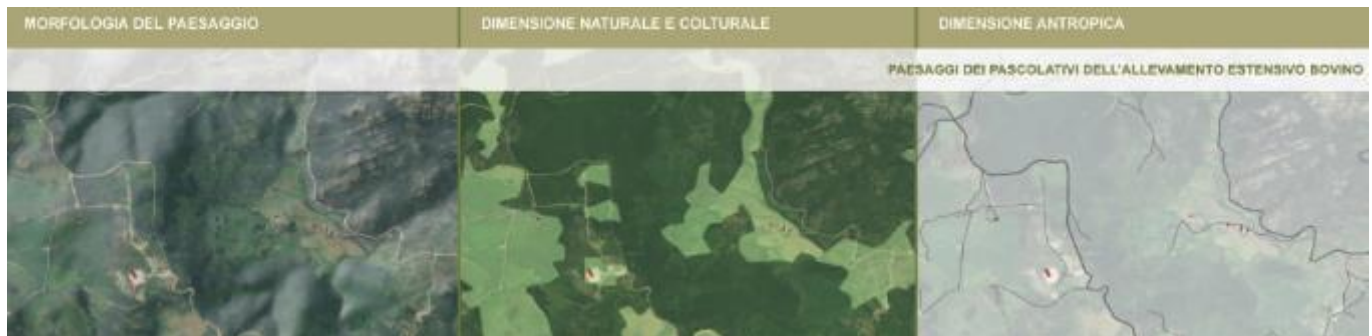 MORFOLOGIA DEL PAESAGGIO
DIMENSIONE NATURALE E COLTURALE
DIMENSIONE ANTROPICA
PAESAGGI DEI PASCOLATIVI DELL'ALLEVAMENTO ESTENSIVO BOVINO